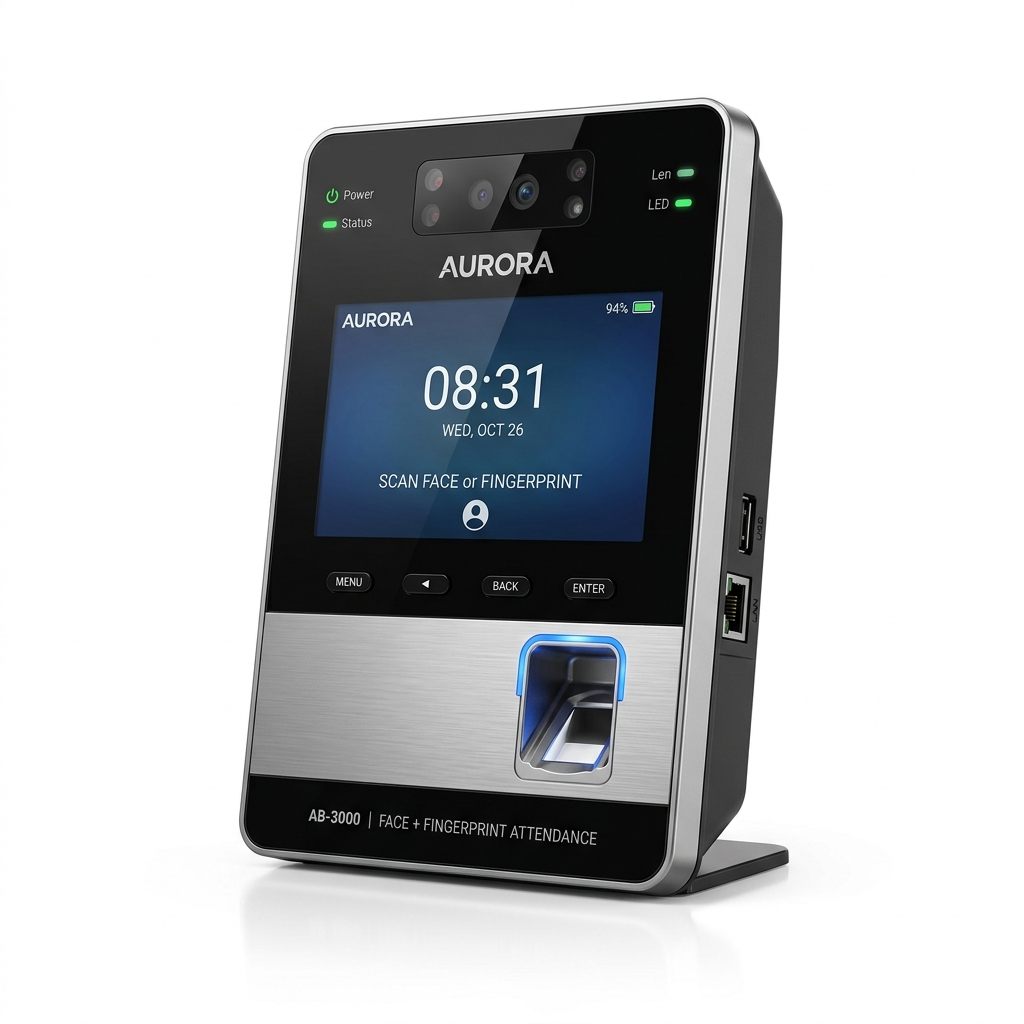 Power
Status
Len
LED
AURORA
AURORA
94%
08:31
WED, OCT 26
SCAN FACE or FINGERPRINT
MENU
BACK
ENTER
LAN
AB-3000 | FACE + FINGERPRINT ATTENDANCE